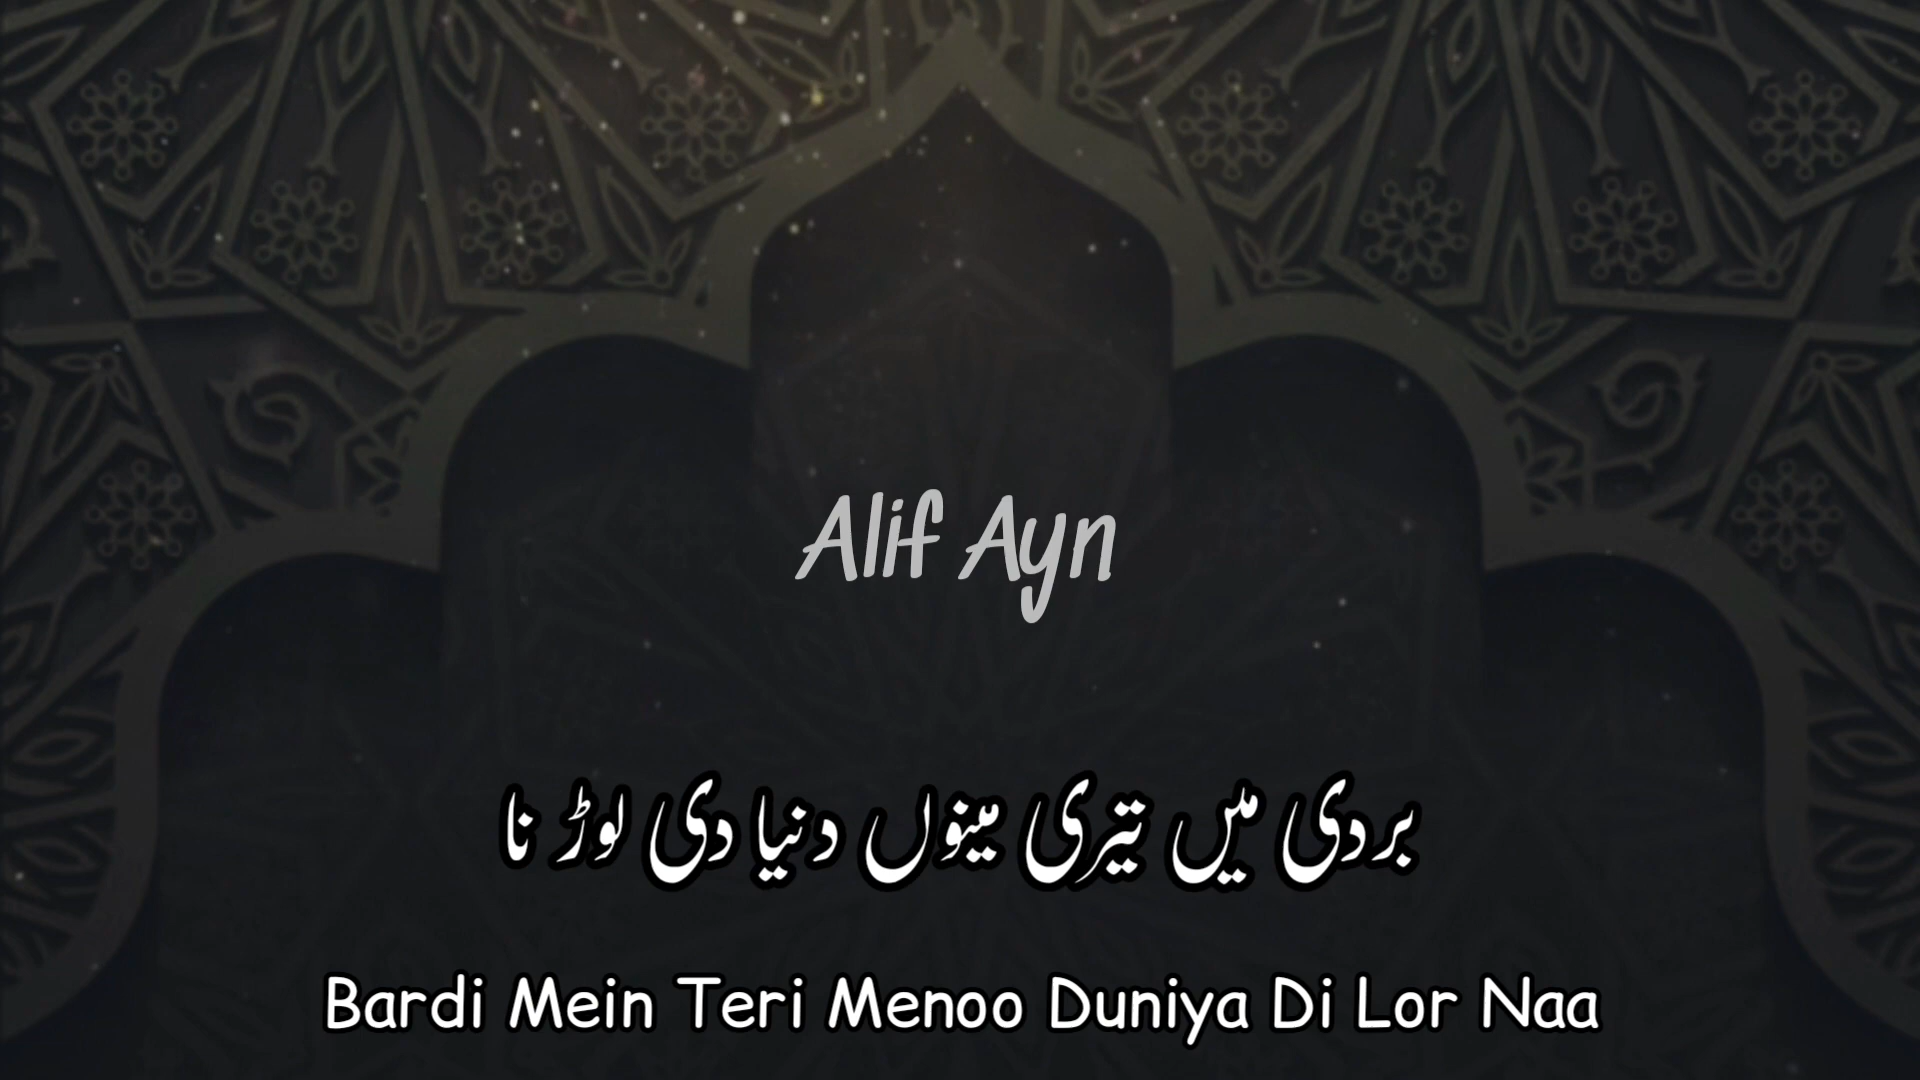 Alif Ayn
بردی میں تیری مینوں دنیا دی لوڑ نا
Bardi Mein Teri Menoo Duniya Di Lor Naa